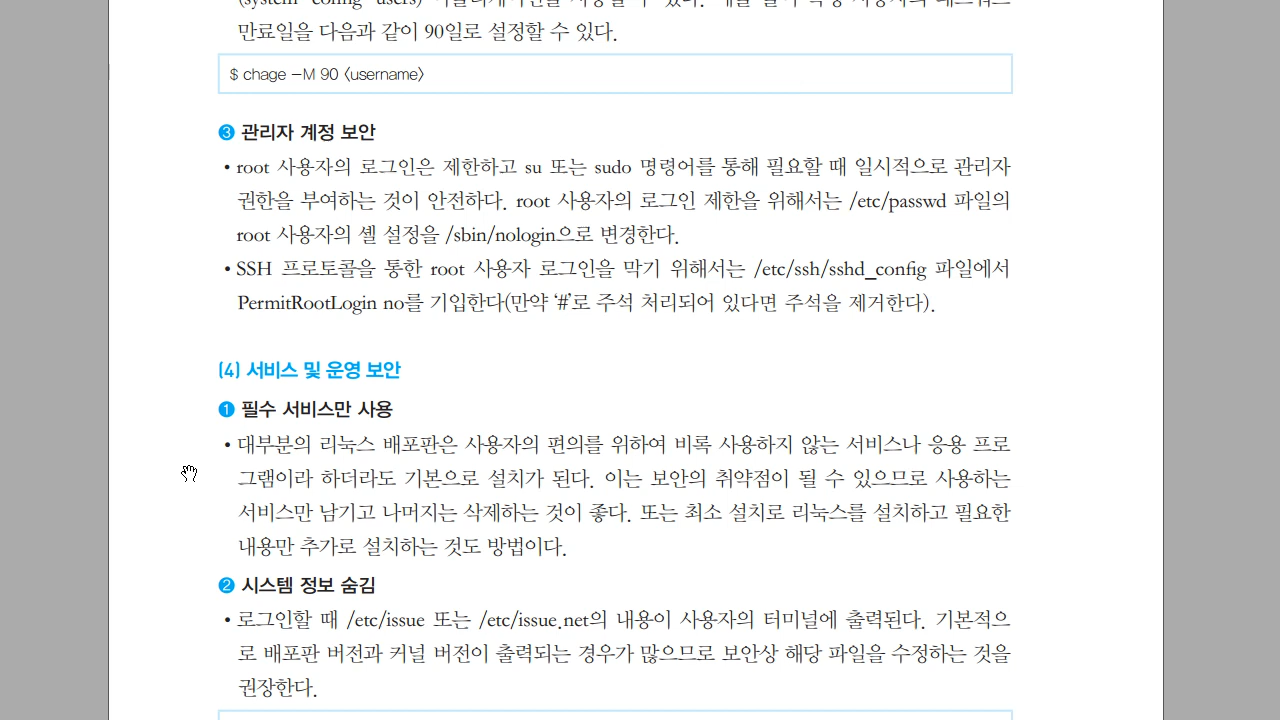 만료일을 다음과 같이 90일로 설정할 수 있다.
$ chage -M 90 〈username〉
❸ 관리자 계정 보안
• root 사용자의 로그인은 제한하고 su 또는 sudo 명령어를 통해 필요할 때 일시적으로 관리자
권한을 부여하는 것이 안전하다. root 사용자의 로그인 제한을 위해서는 /etc/passwd 파일의
root 사용자의 셸 설정을 /sbin/nologin으로 변경한다.
• SSH 프로토콜을 통한 root 사용자 로그인을 막기 위해서는 /etc/ssh/sshd_config 파일에서
PermitRootLogin no를 기입한다(만약 ‘#’로 주석 처리되어 있다면 주석을 제거한다).
(4) 서비스 및 운영 보안
❶ 필수 서비스만 사용
• 대부분의 리눅스 배포판은 사용자의 편의를 위하여 비록 사용하지 않는 서비스나 응용 프로
그램이라 하더라도 기본으로 설치가 된다. 이는 보안의 취약점이 될 수 있으므로 사용하는
서비스만 남기고 나머지는 삭제하는 것이 좋다. 또는 최소 설치로 리눅스를 설치하고 필요한
내용만 추가로 설치하는 것도 방법이다.
❷ 시스템 정보 숨김
• 로그인할 때 /etc/issue 또는 /etc/issue.net의 내용이 사용자의 터미널에 출력된다. 기본적으
로 배포판 버전과 커널 버전이 출력되는 경우가 많으므로 보안상 해당 파일을 수정하는 것을
권장한다.